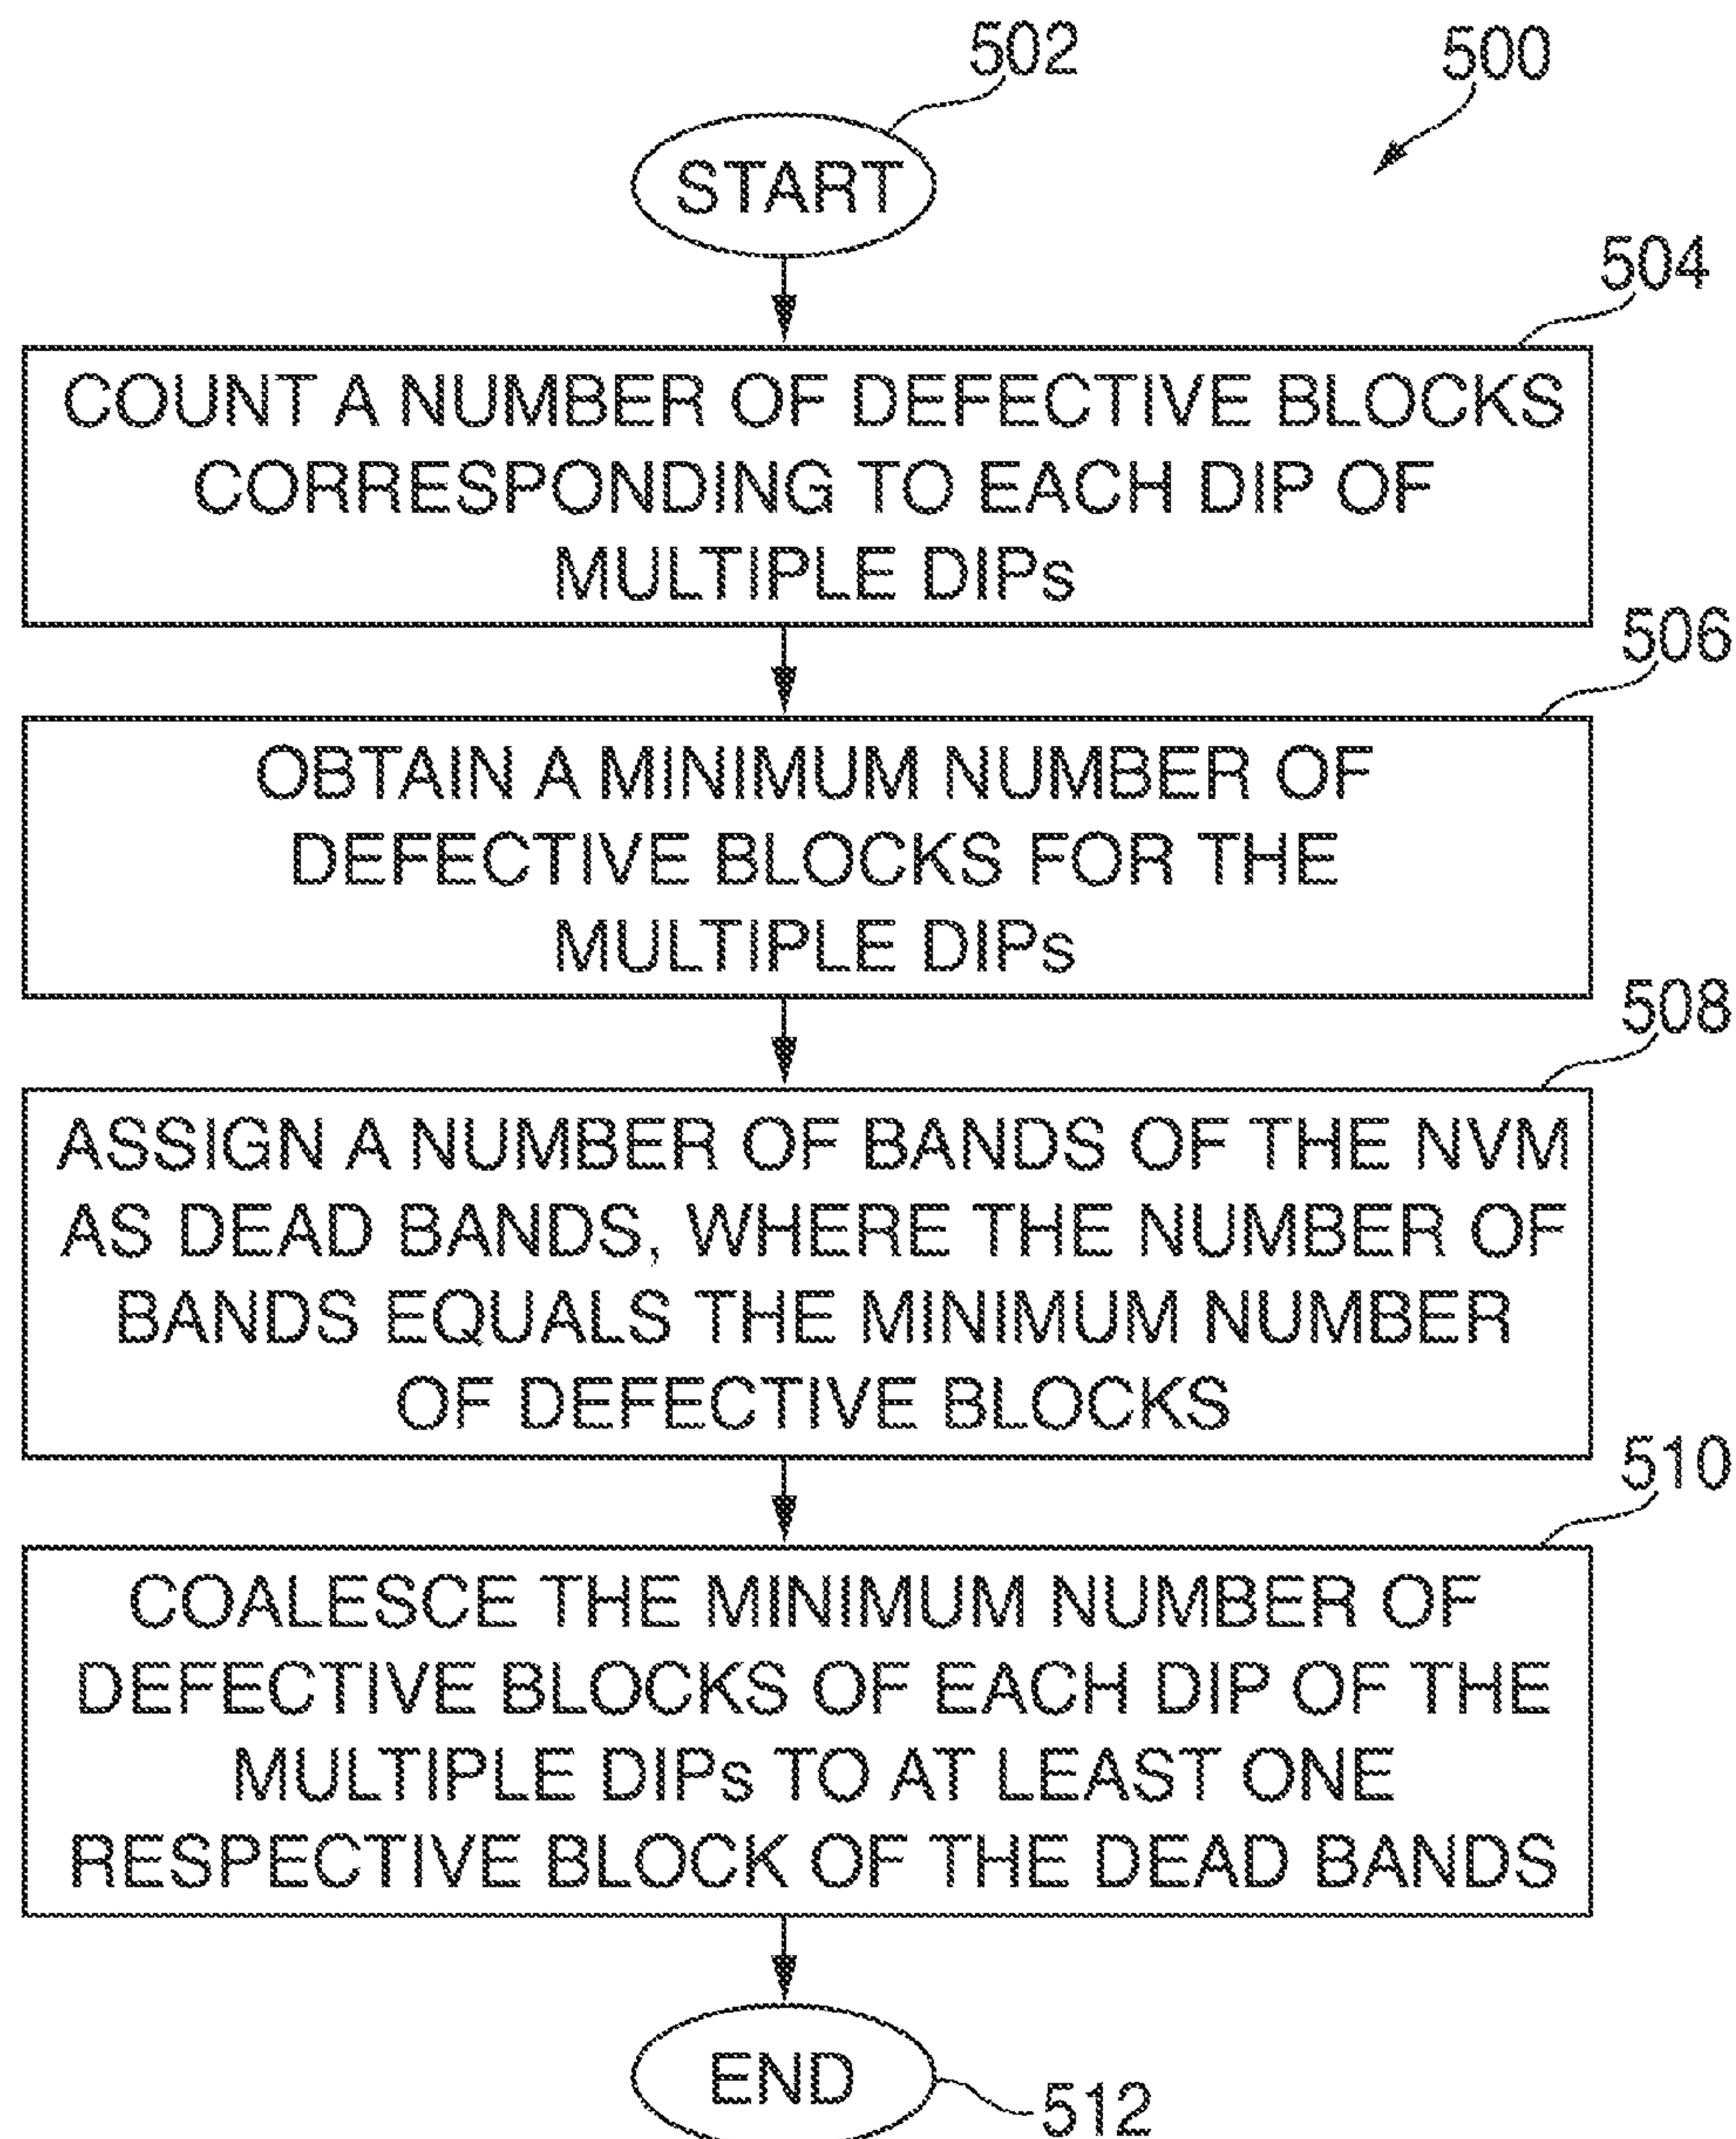 502
500
START
504
COUNT A NUMBER OF DEFECTIVE BLOCKS
CORRESPONDING TO EACH DIP OF
MULTIPLE DIPs
506
OBTAIN A MINIMUM NUMBER OF
DEFECTIVE BLOCKS FOR THE
MULTIPLE DIPs
508
ASSIGN A NUMBER OF BANDS OF THE NVM
AS DEAD BANDS, WHERE THE NUMBER OF
BANDS EQUALS THE MINIMUM NUMBER
OF DEFECTIVE BLOCKS
510
COALESCE THE MINIMUM NUMBER OF
DEFECTIVE BLOCKS OF EACH DIP OF THE
MULTIPLE DIPs TO AT LEAST ONE
RESPECTIVE BLOCK OF THE DEAD BANDS
END
512